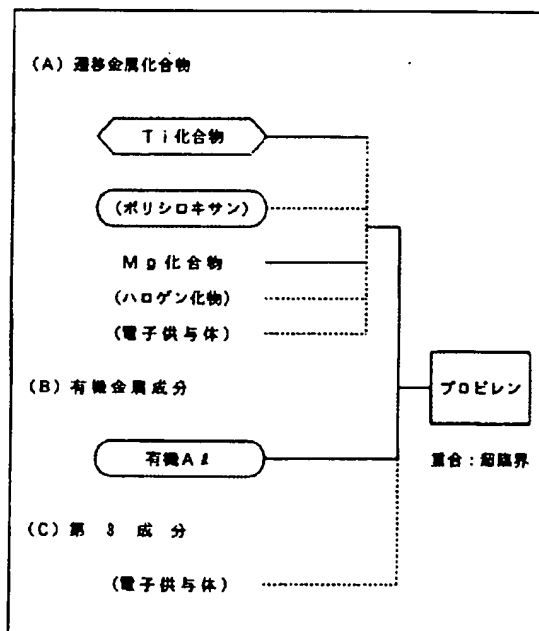 (A) 遷移金属化合物
Ti化合物
(ポリシロキサン)
Mg化合物
(ハロゲン化物)
(電子供与体)
(B) 有機金属成分
プロピレン
有機Aℓ
重合：超臨界
(C) 第 3 成 分
(電子供与体)